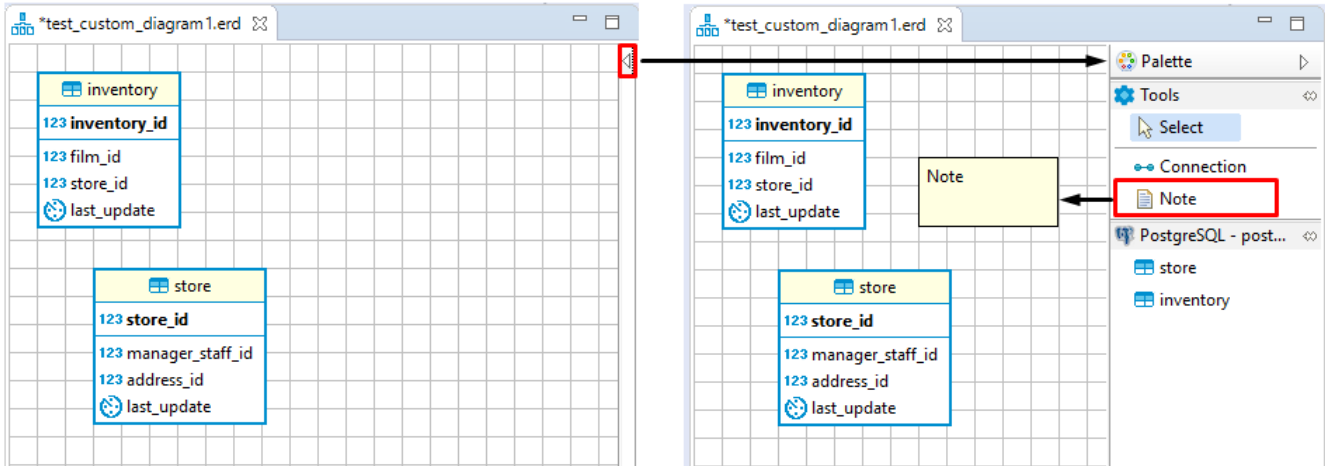 *test_custom_diagram1.erd
inventory
123 inventory_id
123 film_id
123 store_id
last_update
store
123 store_id
123 manager_staff_id
123 address_id
last_update
*test_custom_diagram1.erd
inventory
123 inventory_id
123 film_id
123 store_id
last_update
Note
store
123 store_id
123 manager_staff_id
123 address_id
last_update
Palette
Tools
Select
Connection
Note
PostgreSQL - post...
store
inventory